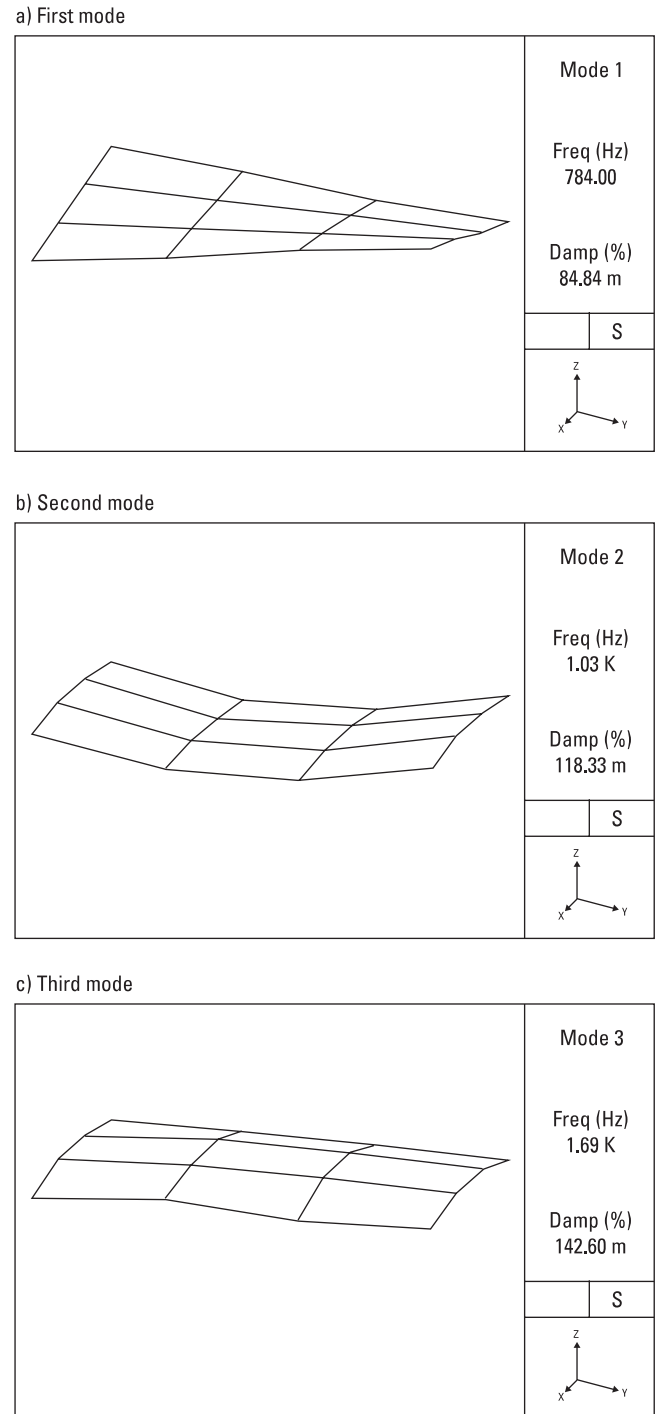 a) First mode
Mode 1
Freq (Hz)
784.00
Damp (%)
84.84 m
S
Z
X
Y
b) Second mode
Mode 2
Freq (Hz)
1.03 K
Damp (%)
118.33 m
S
Z
X
Y
c) Third mode
Mode 3
Freq (Hz)
1.69 K
Damp (%)
142.60 m
S
Z
X
Y